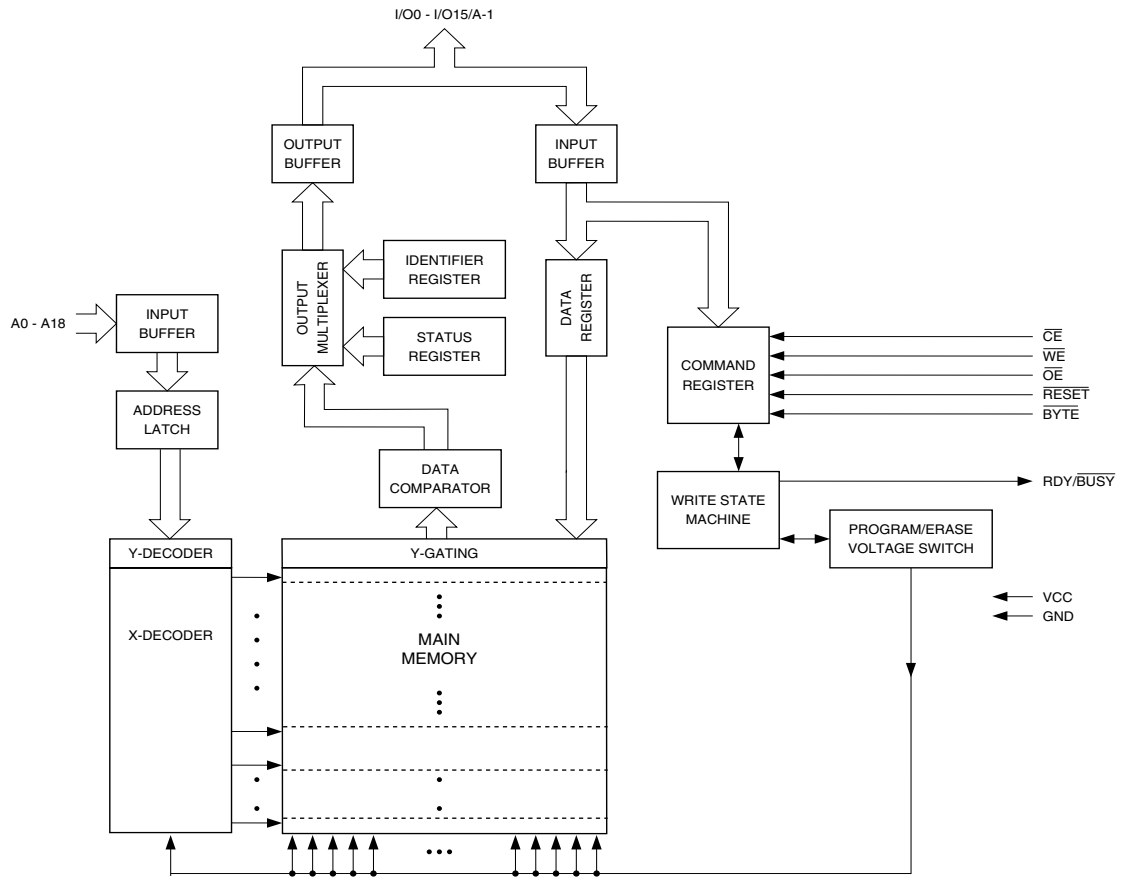 I/O0 - I/O15/A-1
OUTPUT
BUFFER
INPUT
BUFFER
OUTPUT
MULTIPLEXER
IDENTIFIER
REGISTER
STATUS
REGISTER
DATA
REGISTER
A0 - A18
INPUT
BUFFER
ADDRESS
LATCH
COMMAND
REGISTER
CE
WE
OE
RESET
BYTE
DATA
COMPARATOR
WRITE STATE
MACHINE
RDY/BUSY
PROGRAM/ERASE
VOLTAGE SWITCH
VCC
GND
Y-DECODER
Y-GATING
X-DECODER
MAIN
MEMORY